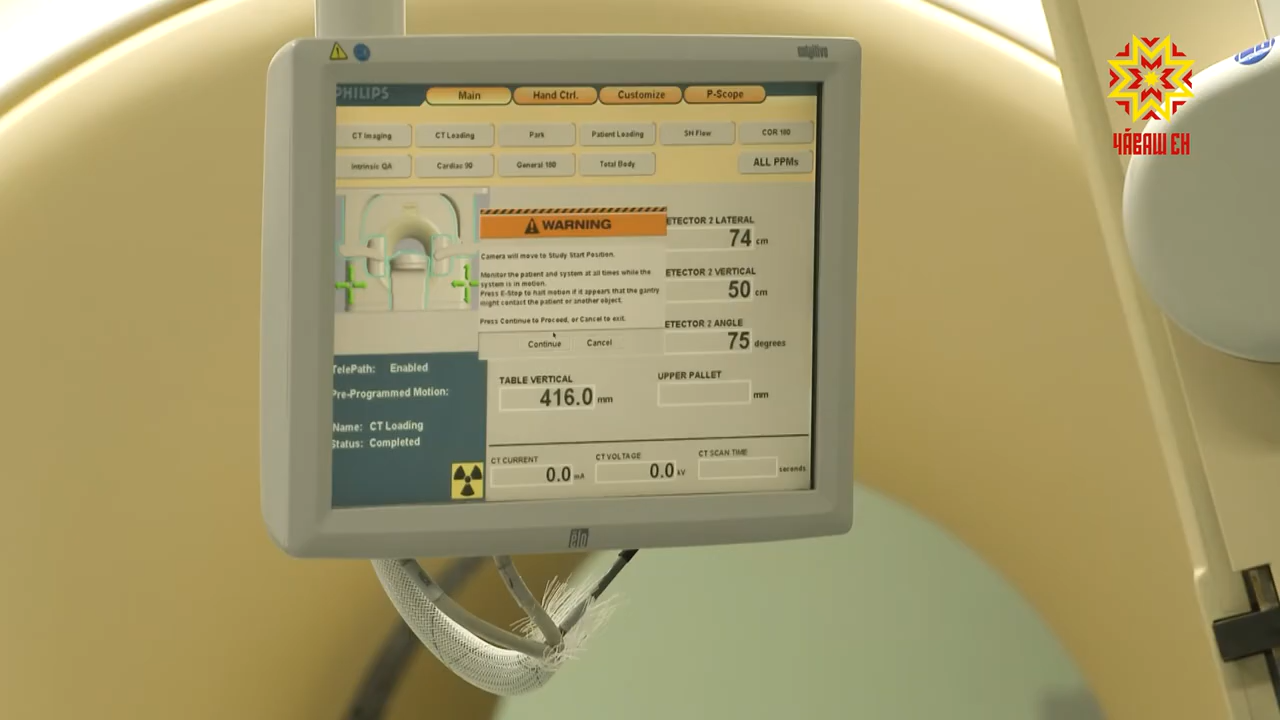 PHILIPS
Main
Hand Ctrl.
Customize
P-Scope
CT Imaging
CT Loading
Park
Patient Loading
SH Flow
COR 180
Intrinsic QA
Cardiac 90
General 180
Total Body
ALL PPMs
WARNING
Camera will move to Study Start Position.
Monitor the patient and system at all times while the
system is in motion.
Press E-Stop to halt motion if it appears that the gantry
might contact the patient or another object.
Press Continue to Proceed, or Cancel to exit.
Continue
Cancel
ETECTOR 2 LATERAL
74 cm
ETECTOR 2 VERTICAL
50 cm
ETECTOR 2 ANGLE
75 degrees
TABLE VERTICAL
416.0 mm
UPPER PALLET
mm
TelePath: Enabled
Pre-Programmed Motion:
Name: CT Loading
Status: Completed
CT CURRENT
0.0 mA
CT VOLTAGE
0.0 kV
CT SCAN TIME
seconds
elo
ЧӐВАШ ЕН